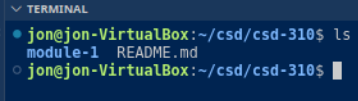 TERMINAL
jon@jon-VirtualBox:~/csd/csd-310$ ls
module-1  README.md
jon@jon-VirtualBox:~/csd/csd-310$